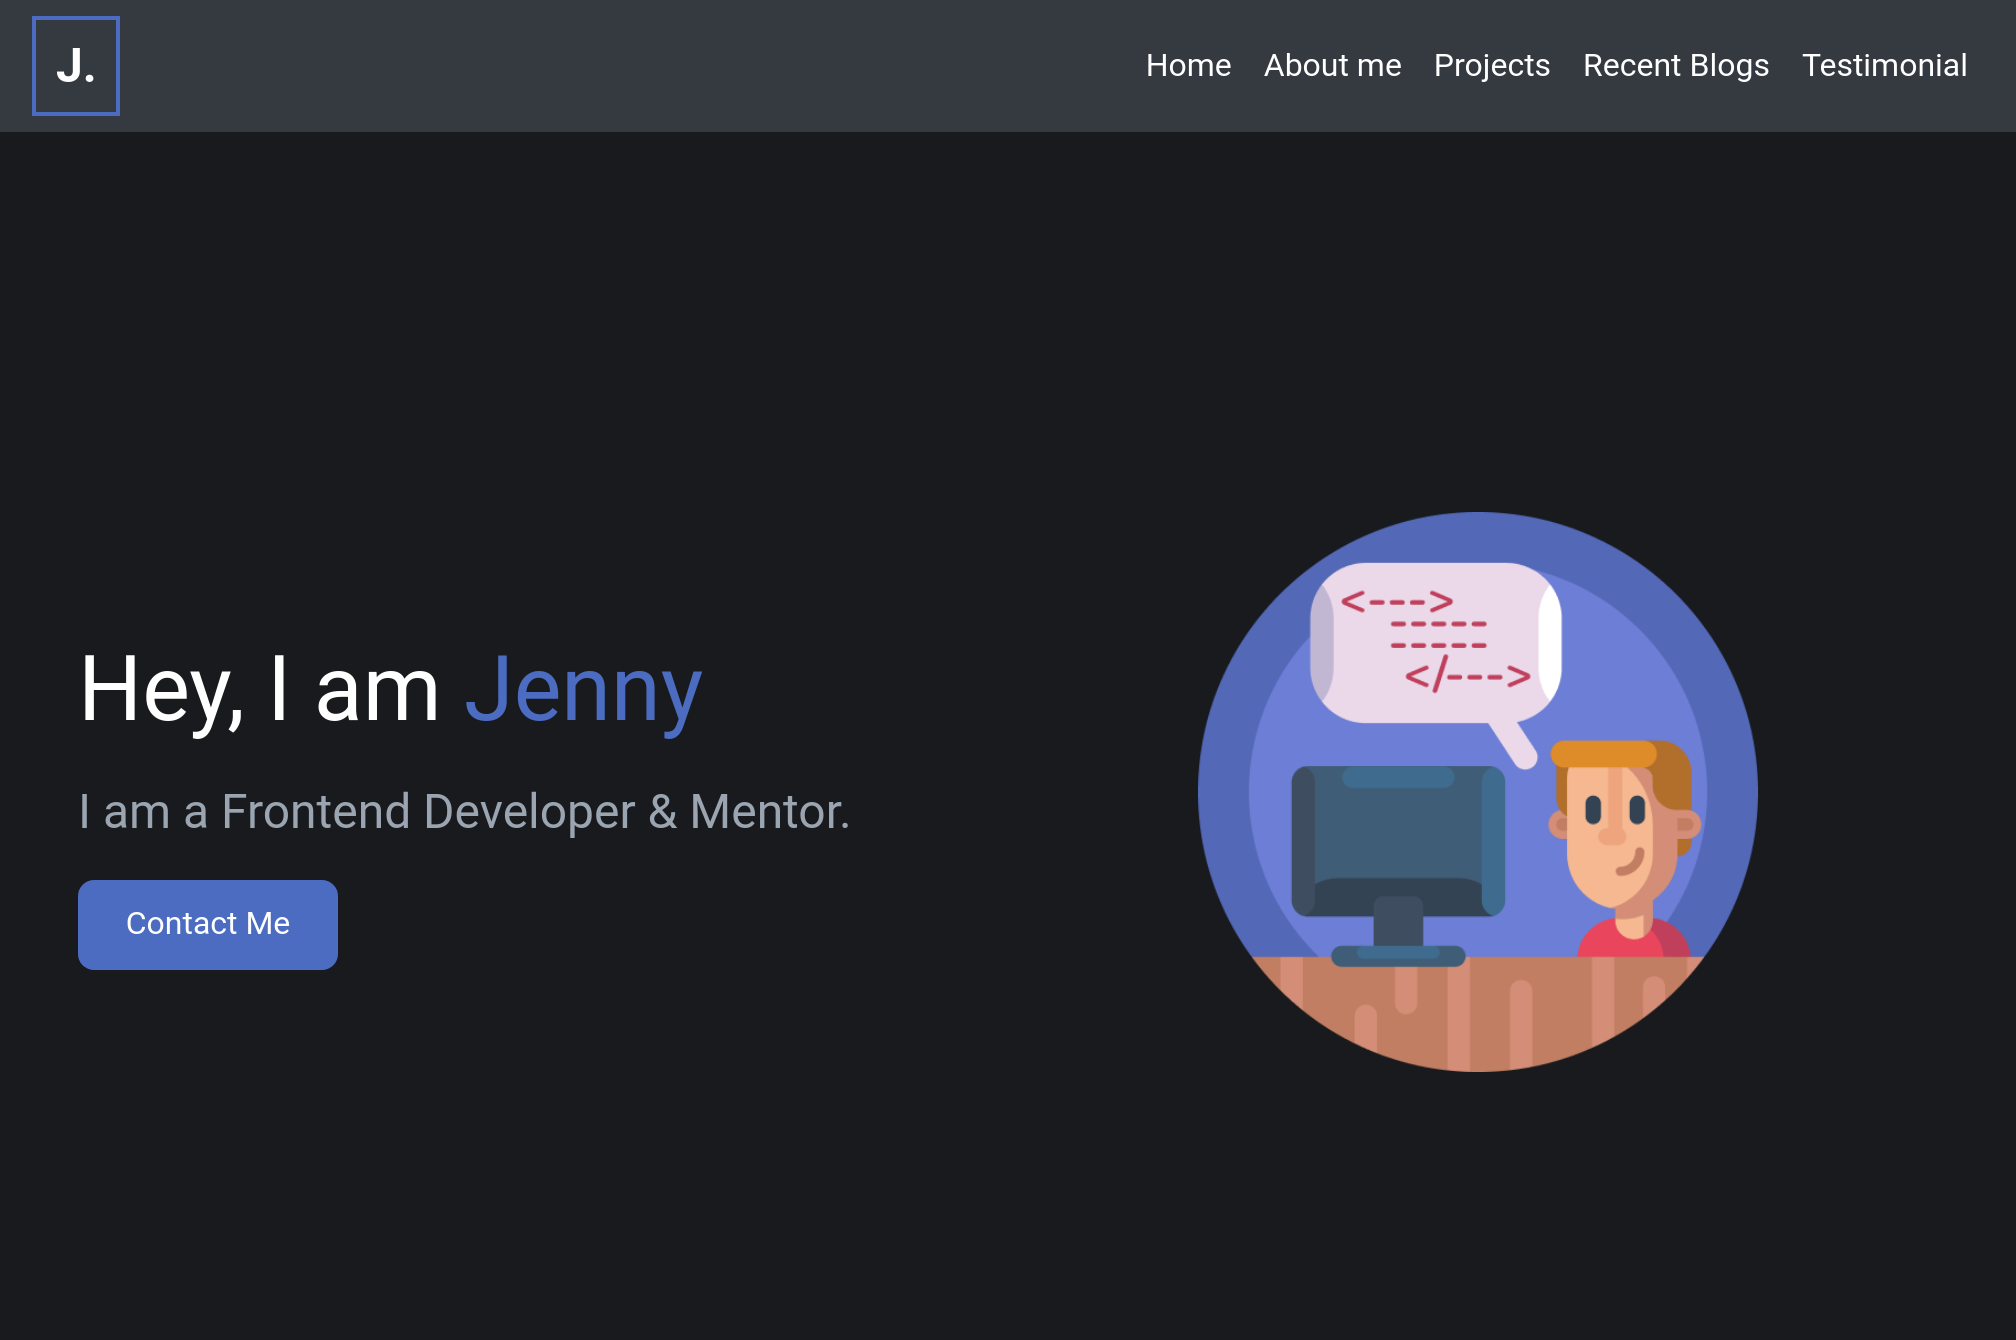 J.
Home About me Projects Recent Blogs Testimonial
<--->
-----
-----
</--->
Hey, I am Jenny
I am a Frontend Developer & Mentor.
Contact Me